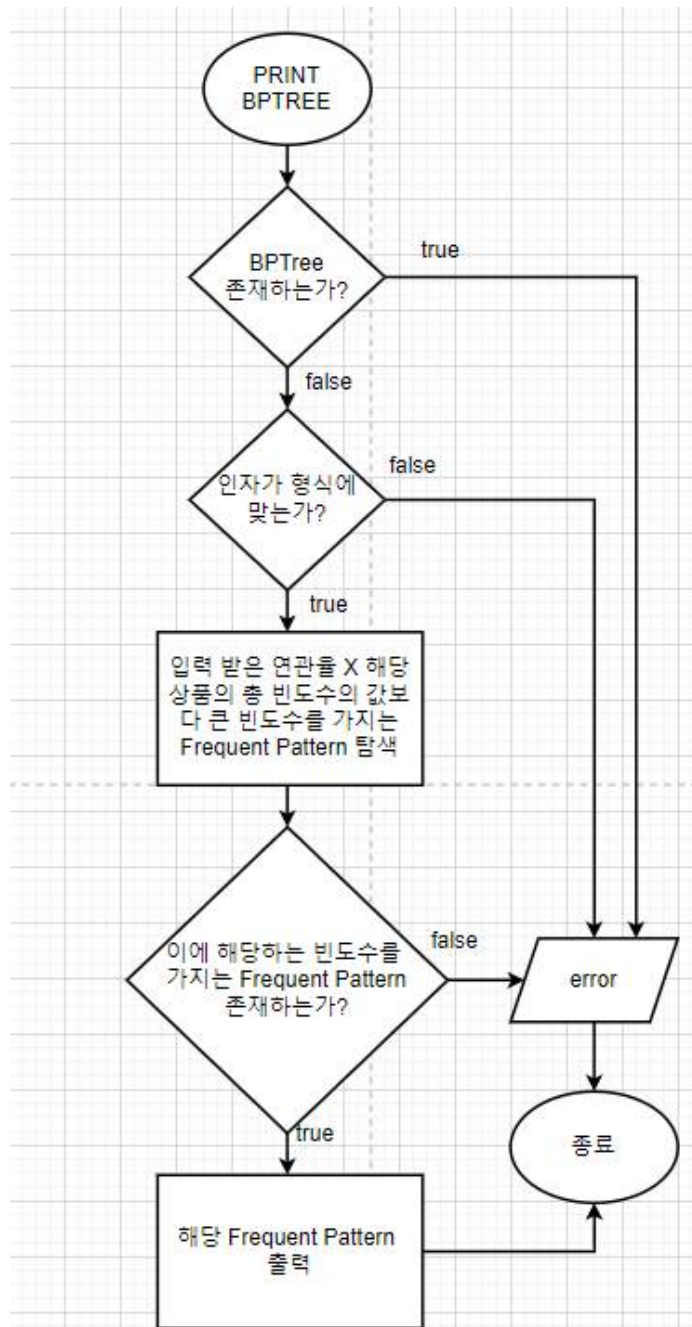 PRINT
BPTREE
BPTree
존재하는가?
true
false
인자가 형식에
맞는가?
false
true
입력 받은 연관율 X 해당
상품의 총 빈도수의 값보
다 큰 빈도수를 가지는
Frequent Pattern 탐색
이에 해당하는 빈도수를
가지는 Frequent Pattern
존재하는가?
false
error
true
종료
해당 Frequent Pattern
출력